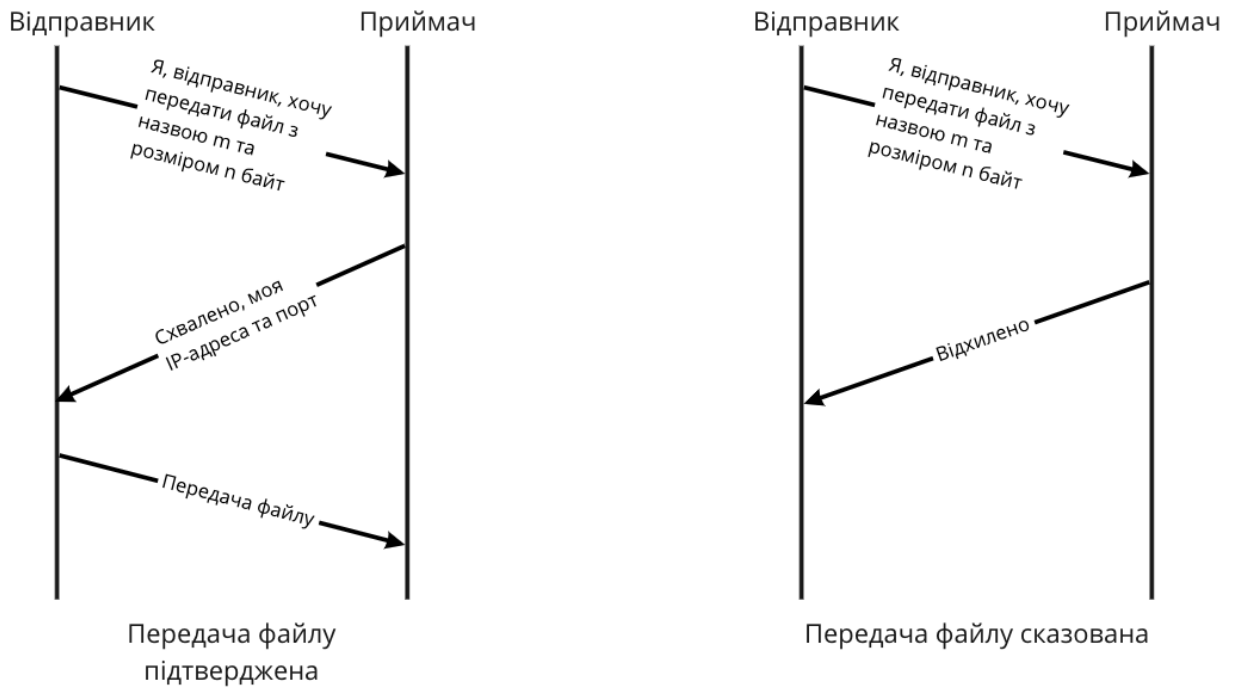 Відправник
Приймач
Я, відправник, хочу
передати файл з
назвою m та
розміром n байт
Схвалено, моя
IP-адреса та порт
Передача файлу
Передача файлу
підтверджена
Відправник
Приймач
Я, відправник, хочу
передати файл з
назвою m та
розміром n байт
Відхилено
Передача файлу сказована